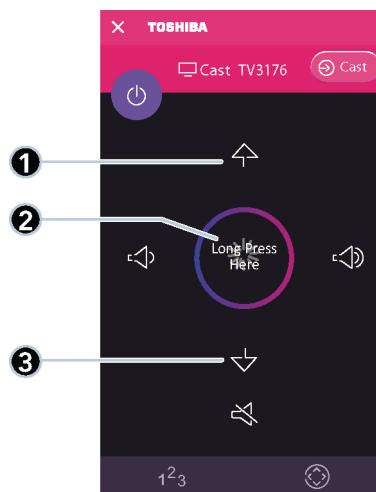 TOSHIBA
Cast TV3176
Cast
1
2
Long Press
Here
3
123